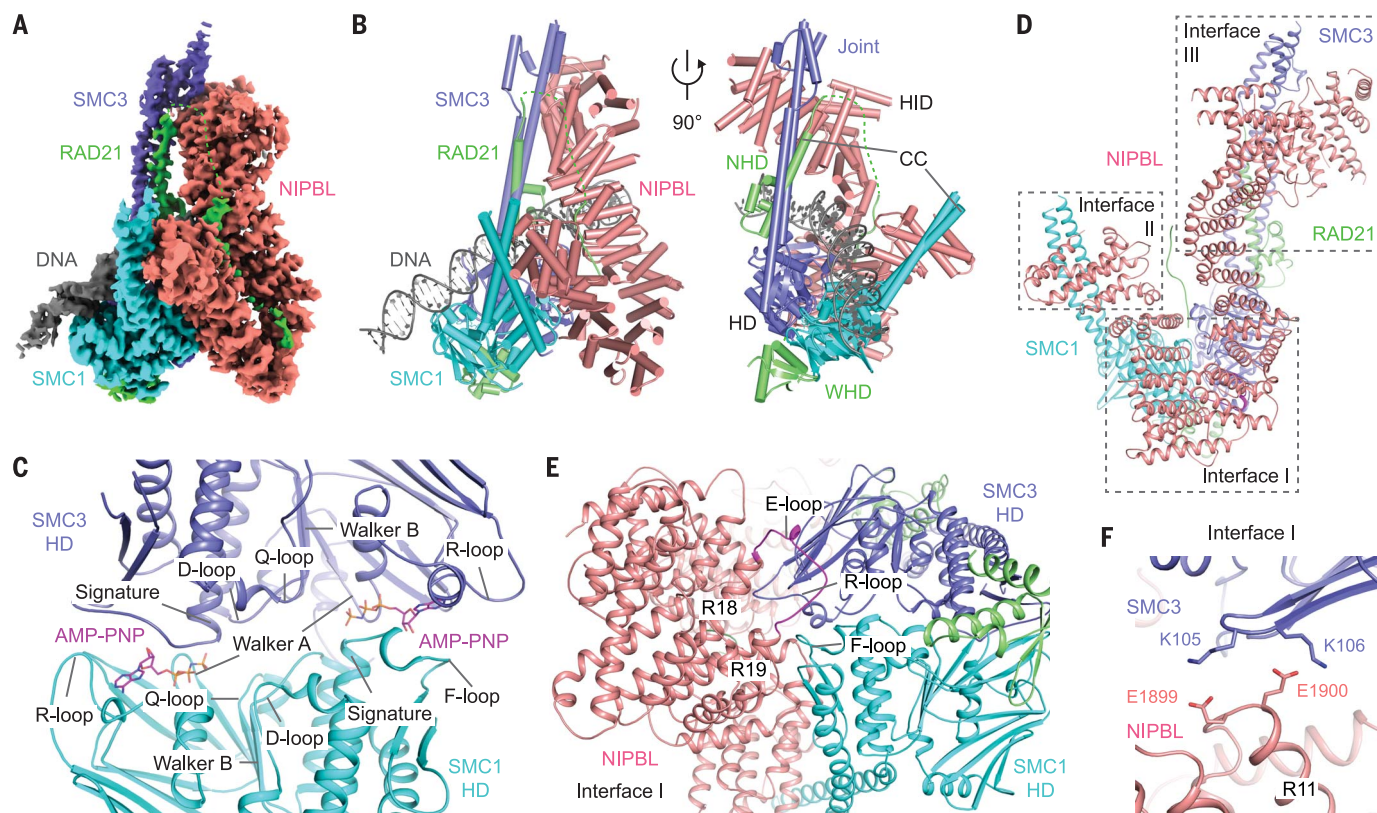 A
SMC3
RAD21
NIPBL
DNA
SMC1
B
SMC3
RAD21
NIPBL
DNA
SMC1
90°
Joint
HID
NHD
CC
HD
WHD
D
Interface
III
SMC3
NIPBL
Interface
II
RAD21
SMC1
Interface I
C
SMC3
HD
Walker B
Q-loop
D-loop
R-loop
Signature
AMP-PNP
Walker A
AMP-PNP
Q-loop
F-loop
R-loop
Signature
D-loop
Walker B
SMC1
HD
E
E-loop
SMC3
HD
R-loop
R18
F-loop
R19
NIPBL
Interface I
SMC1
HD
F
Interface I
SMC3
K105
K106
E1899
E1900
NIPBL
R11